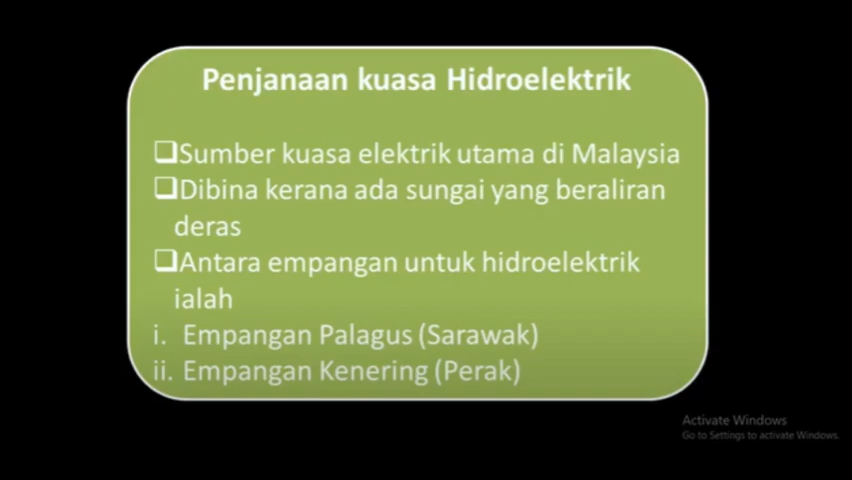 Penjanaan kuasa Hidroelektrik
❑Sumber kuasa elektrik utama di Malaysia
❑Dibina kerana ada sungai yang beraliran
deras
❑Antara empangan untuk hidroelektrik
ialah
i. Empangan Palagus (Sarawak)
ii. Empangan Kenering (Perak)
Activate Windows
Go to Settings to activate Windows.